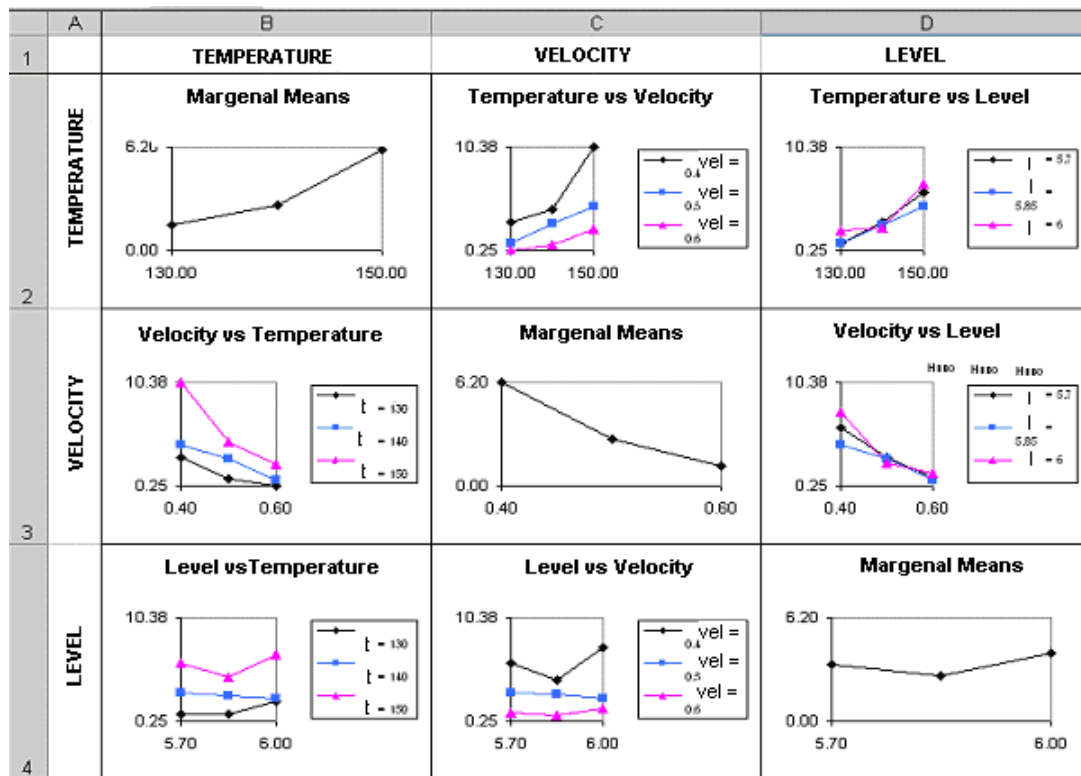 A B C D
1 TEMPERATURE VELOCITY LEVEL
2 TEMPERATURE
Margenal Means
6.20
0.00
130.00 150.00
Temperature vs Velocity
10.38
0.25
130.00 150.00
vel = 0.4
vel = 0.5
vel = 0.6
Temperature vs Level
10.38
0.25
130.00 150.00
l = 5.7
l = 5.85
l = 6
3 VELOCITY
Velocity vs Temperature
10.38
0.25
0.40 0.60
t = 130
t = 140
t = 150
Margenal Means
6.20
0.00
0.40 0.60
Velocity vs Level
10.38
0.25
0.40 0.60
l = 5.7
l = 5.85
l = 6
4 LEVEL
Level vsTemperature
10.38
0.25
5.70 6.00
t = 130
t = 140
t = 150
Level vs Velocity
10.38
0.25
5.70 6.00
vel = 0.4
vel = 0.5
vel = 0.6
Margenal Means
6.20
0.00
5.70 6.00